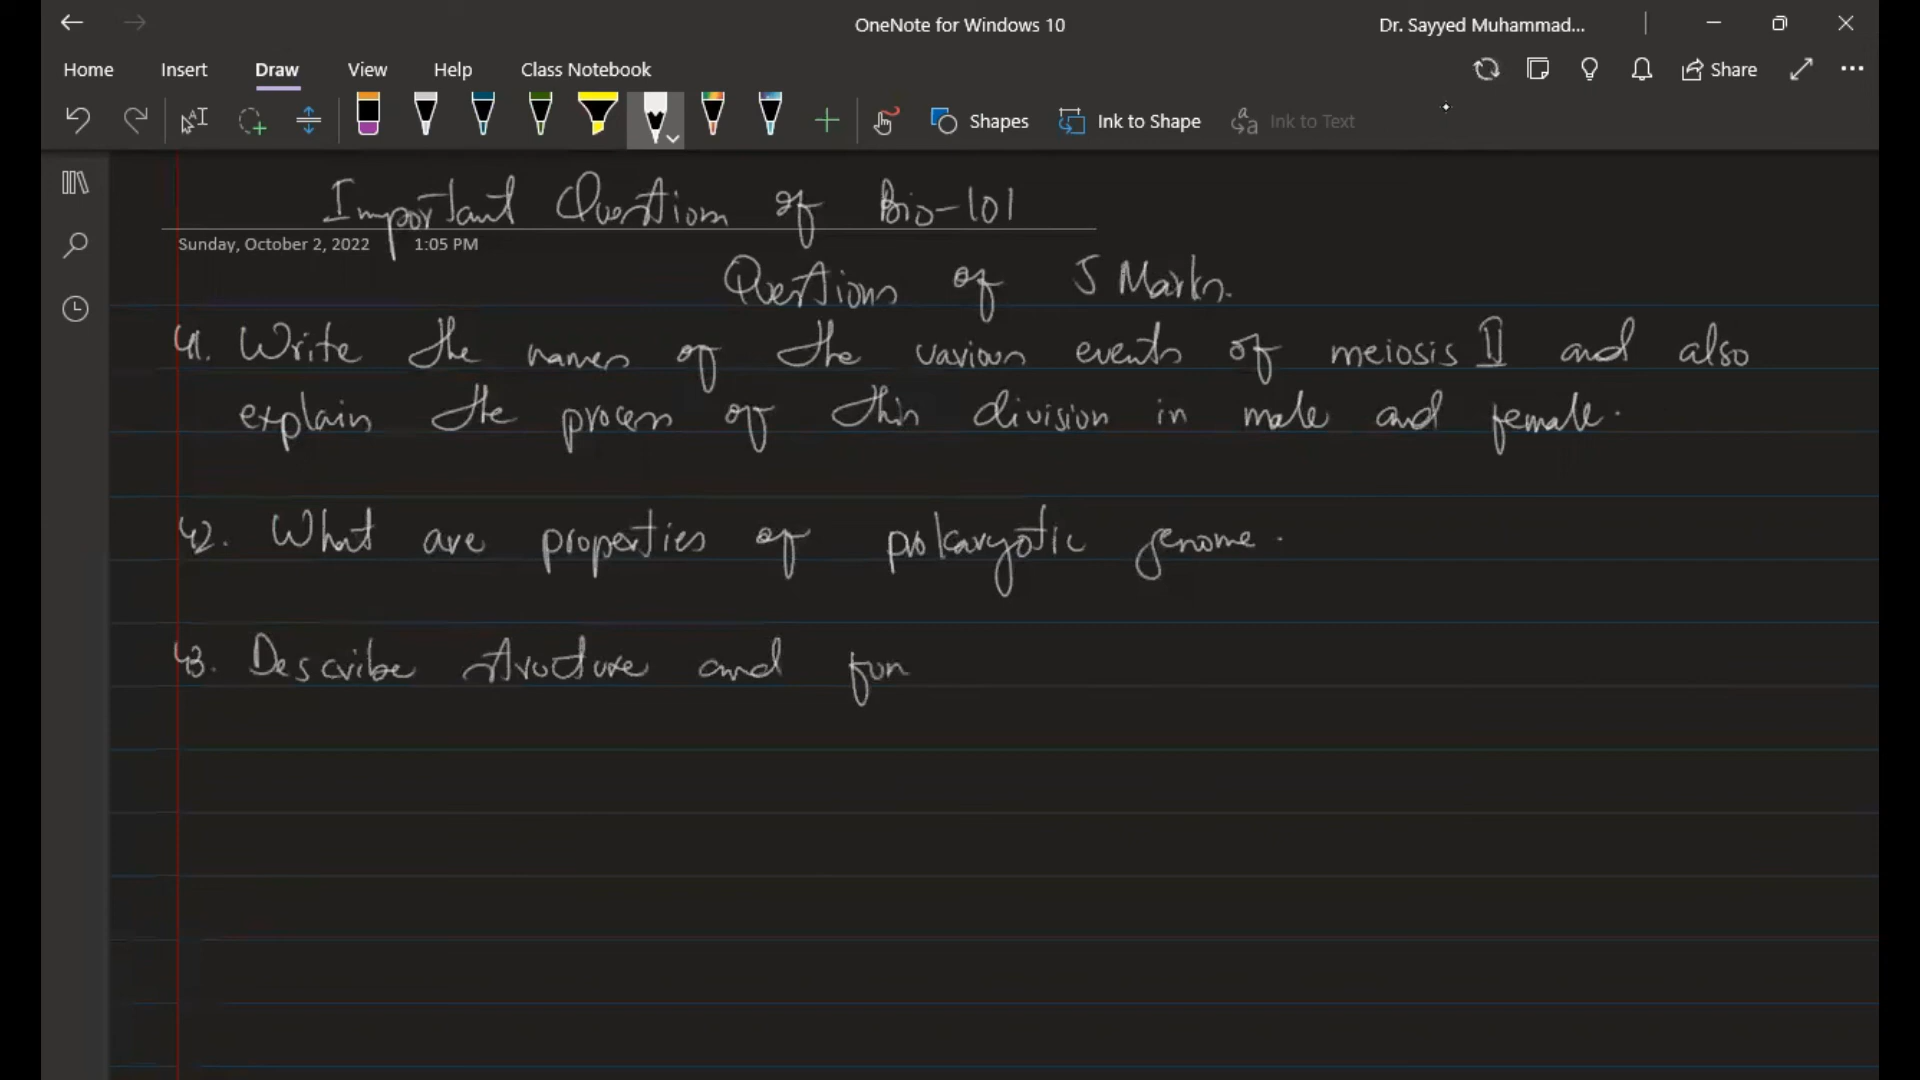 OneNote for Windows 10
Dr. Sayyed Muhammad...
Home Insert Draw View Help Class Notebook
Share
Shapes Ink to Shape Ink to Text
Important Question of Bio-101
Sunday, October 2, 2022 1:05 PM
Questions of 5 Marks.
41. Write the names of the various events of meiosis II and also
explain the process of this division in male and female.
42. What are properties of prokaryotic genome.
43. Describe structure and fun